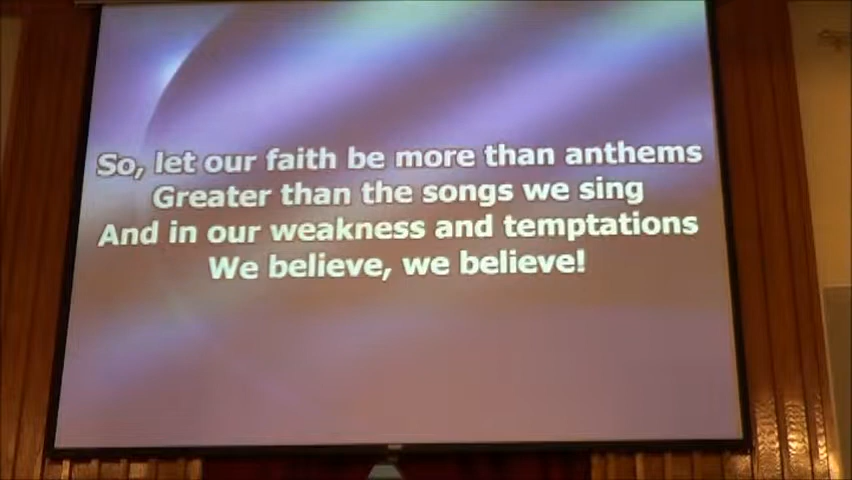 So, let our faith be more than anthems
Greater than the songs we sing
And in our weakness and temptations
We believe, we believe!